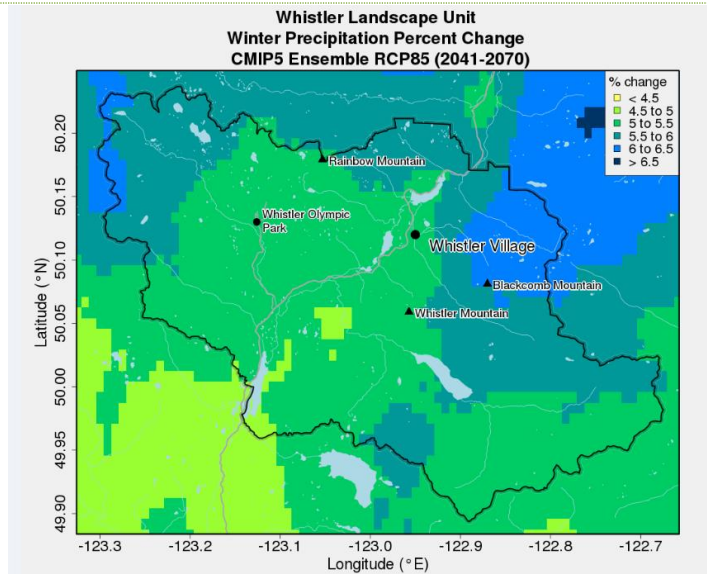 Whistler Landscape Unit
Winter Precipitation Percent Change
CMIP5 Ensemble RCP85 (2041-2070)
% change
< 4.5
4.5 to 5
5 to 5.5
5.5 to 6
6 to 6.5
> 6.5
Rainbow Mountain
Whistler Olympic
Park
Whistler Village
Blackcomb Mountain
Whistler Mountain
Latitude (°N)
50.20
50.15
50.10
50.05
50.00
49.95
49.90
-123.3 -123.2 -123.1 -123.0 -122.9 -122.8 -122.7
Longitude (°E)